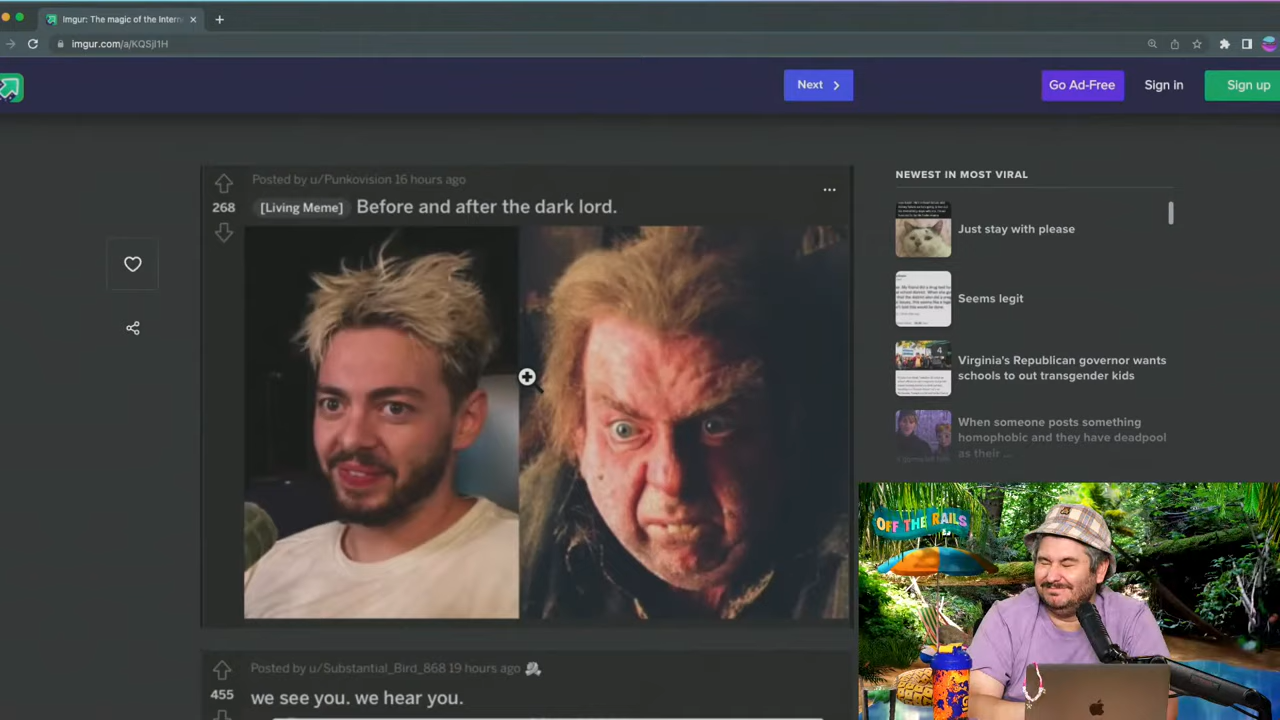 Imgur: The magic of the Intern
imgur.com/a/KQSjI1H
Next
Go Ad-Free
Sign in
Sign up
Posted by u/Punkovision 16 hours ago
268
[Living Meme] Before and after the dark lord.
NEWEST IN MOST VIRAL
Just stay with please
Seems legit
Virginia's Republican governor wants
schools to out transgender kids
When someone posts something
homophobic and they have deadpool
as their ...
OFF THE RAILS
Posted by u/Substantial_Bird_868 19 hours ago
455
we see you. we hear you.